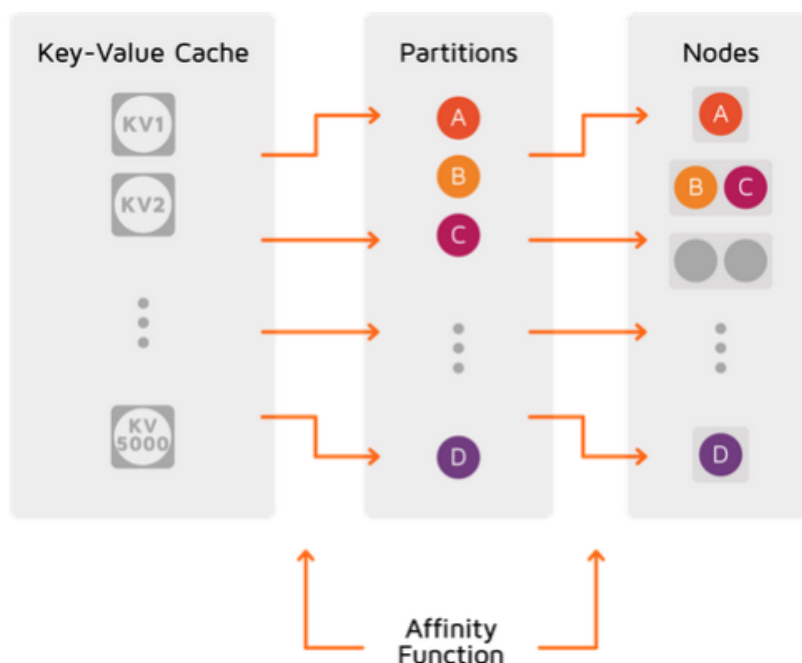 Key-Value Cache
Partitions
Nodes
KV1
A
A
B
B C
KV2
C
KV
5000
D
D
Affinity
Function